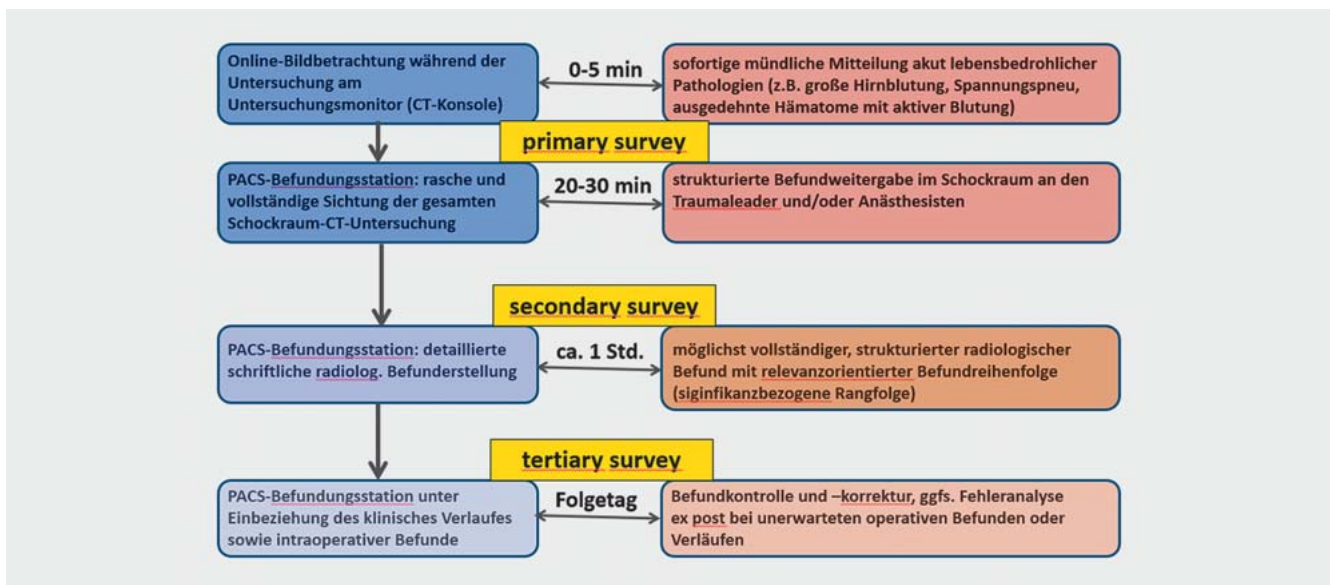 Online-Bildbetrachtung während der
Untersuchung am
Untersuchungsmonitor (CT-Konsole)
0-5 min
sofortige mündliche Mitteilung akut lebensbedrohlicher
Pathologien (z.B. große Hirnblutung, Spannungspneu,
ausgedehnte Hämatome mit aktiver Blutung)
primary survey
PACS-Befundungsstation: rasche und
vollständige Sichtung der gesamten
Schockraum-CT-Untersuchung
20-30 min
strukturierte Befundweitergabe im Schockraum an den
Traumaleader und/oder Anästhesisten
secondary survey
PACS-Befundungsstation: detaillierte
schriftliche radiolog. Befunderstellung
ca. 1 Std.
möglichst vollständiger, strukturierter radiologischer
Befund mit relevanzorientierter Befundreihenfolge
(siginfikanzbezogene Rangfolge)
tertiary survey
PACS-Befundungsstation unter
Einbeziehung des klinisches Verlaufes
sowie intraoperativer Befunde
Folgetag
Befundkontrolle und –korrektur, ggfs. Fehleranalyse
ex post bei unerwarteten operativen Befunden oder
Verläufen